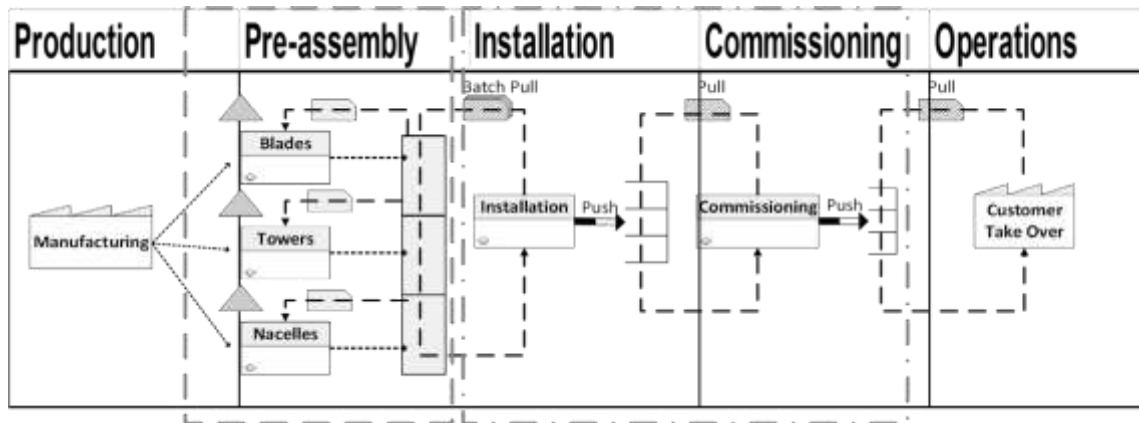 Production
Pre-assembly
Installation
Commissioning
Operations
Batch Pull
Pull
Pull
Blades
Towers
Nacelles
Manufacturing
Installation
Push
Commissioning
Push
Customer
Take Over